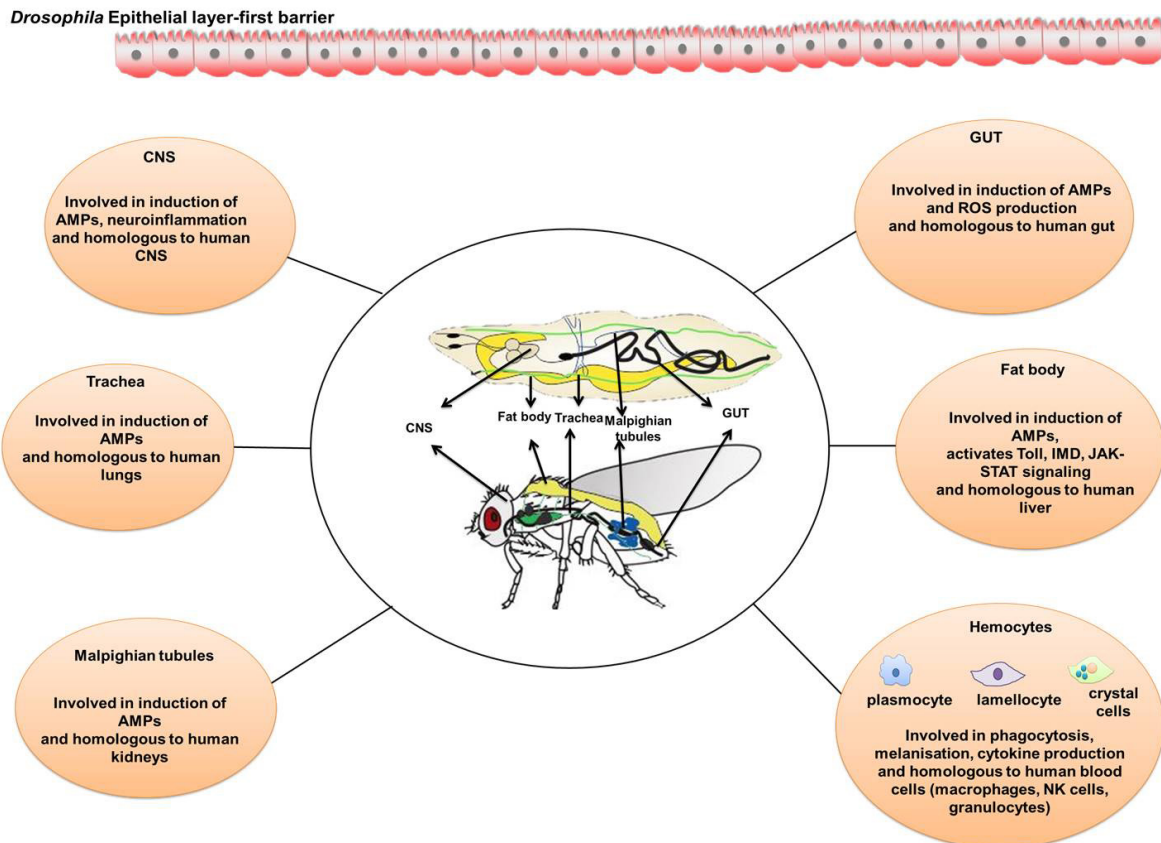 Drosophila Epithelial layer-first barrier
CNS
Involved in induction of
AMPs, neuroinflammation
and homologous to human
CNS
GUT
Involved in induction of AMPs
and ROS production
and homologous to human gut
Trachea
Involved in induction of
AMPs
and homologous to human
lungs
Fat body
Involved in induction of
AMPs,
activates Toll, IMD, JAK-
STAT signaling
and homologous to human
liver
CNS
Fat body
Trachea
Malpighian
tubules
GUT
Malpighian tubules
Involved in induction of
AMPs
and homologous to human
kidneys
Hemocytes
plasmocyte
lamellocyte
crystal
cells
Involved in phagocytosis,
melanisation, cytokine production
and homologous to human blood
cells (macrophages, NK cells,
granulocytes)